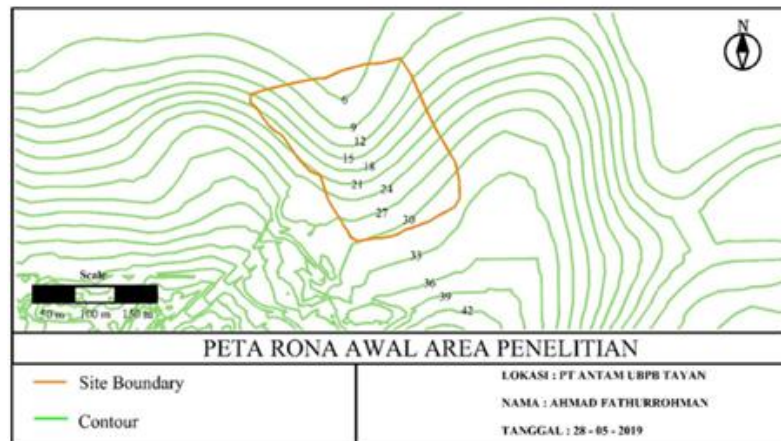 N
6
9
12
15
18
21
24
27
30
33
36
39
42
Scale
50 m 100 m 150 m
PETA RONA AWAL AREA PENELITIAN
Site Boundary
Contour
LOKASI : PT ANTAM UBPB TAYAN
NAMA : AHMAD FATHURROHMAN
TANGGAL : 28 - 05 - 2019